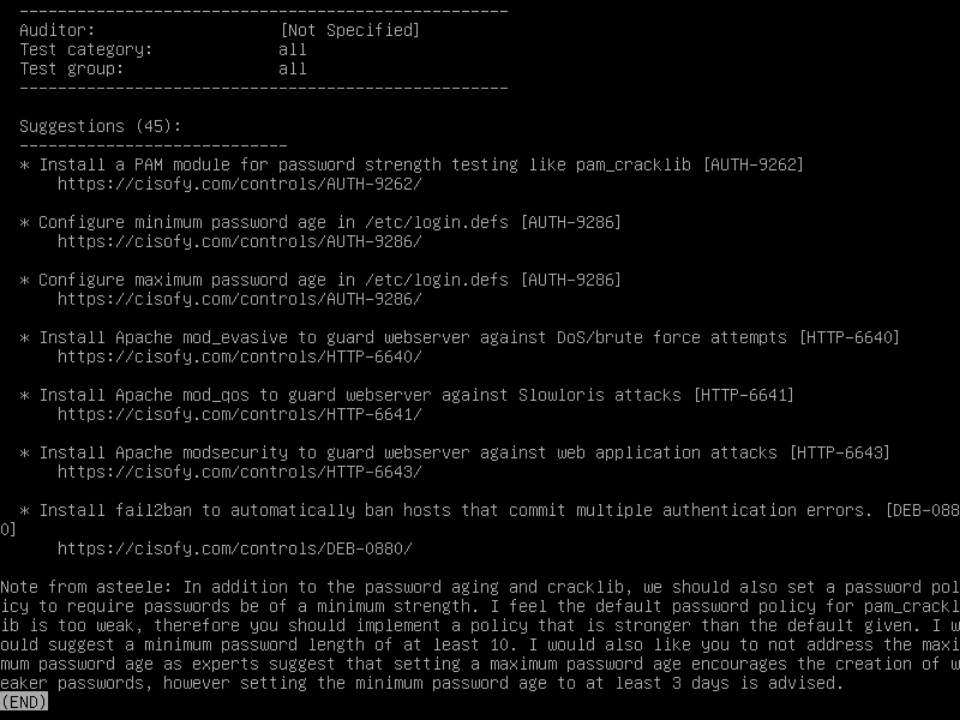 ---------------------------------------------------
Auditor:                   [Not Specified]
Test category:             all
Test group:                all
---------------------------------------------------
Suggestions (45):
----------------------------
* Install a PAM module for password strength testing like pam_cracklib [AUTH-9262]
https://cisofy.com/controls/AUTH-9262/
* Configure minimum password age in /etc/login.defs [AUTH-9286]
https://cisofy.com/controls/AUTH-9286/
* Configure maximum password age in /etc/login.defs [AUTH-9286]
https://cisofy.com/controls/AUTH-9286/
* Install Apache mod_evasive to guard webserver against DoS/brute force attempts [HTTP-6640]
https://cisofy.com/controls/HTTP-6640/
* Install Apache mod_qos to guard webserver against Slowloris attacks [HTTP-6641]
https://cisofy.com/controls/HTTP-6641/
* Install Apache modsecurity to guard webserver against web application attacks [HTTP-6643]
https://cisofy.com/controls/HTTP-6643/
* Install fail2ban to automatically ban hosts that commit multiple authentication errors. [DEB-088
0]
https://cisofy.com/controls/DEB-0880/
Note from asteele: In addition to the password aging and cracklib, we should also set a password pol
icy to require passwords be of a minimum strength. I feel the default password policy for pam_crackl
ib is too weak, therefore you should implement a policy that is stronger than the default given. I w
ould suggest a minimum password length of at least 10. I would also like you to not address the maxi
mum password age as experts suggest that setting a maximum password age encourages the creation of w
eaker passwords, however setting the minimum password age to at least 3 days is advised.
(END)